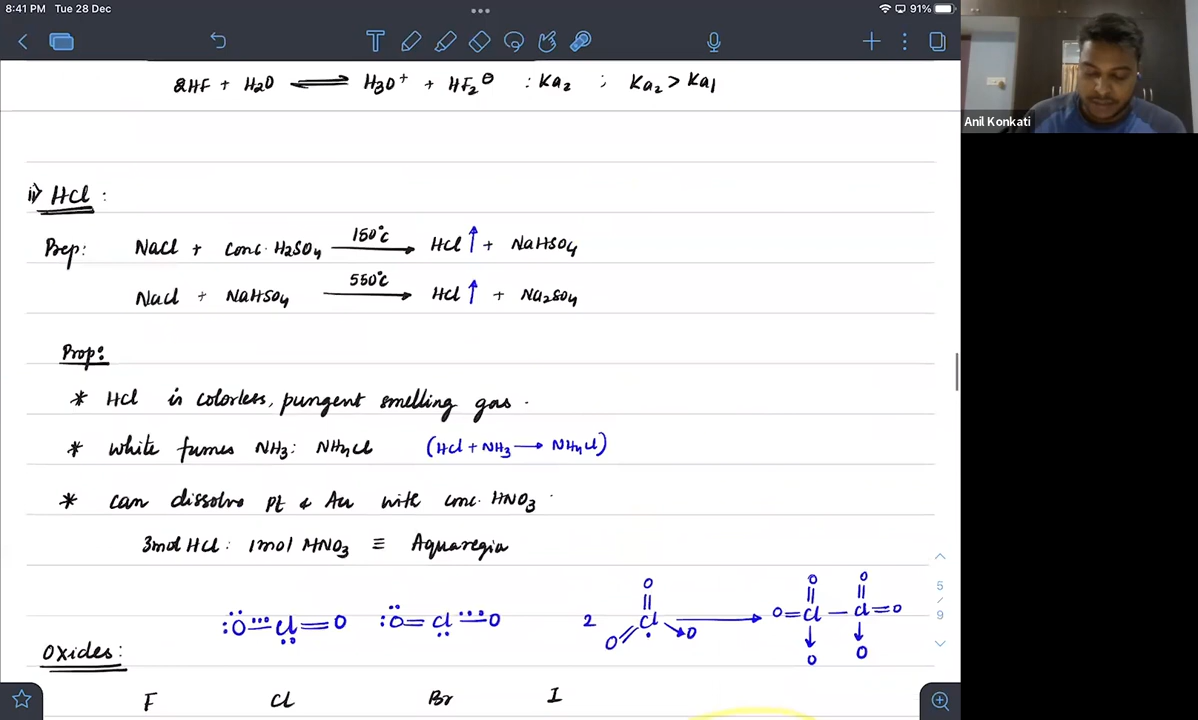 8:41 PM Tue 28 Dec
91%
2HF + H2O ⇌ H3O+ + HF2⊖ : Ka2 ; Ka2 > Ka1
Anil Konkati
ii) HCl :
Prep: NaCl + conc. H2SO4 150°C → HCl ↑ + NaHSO4
NaCl + NaHSO4 550°C → HCl ↑ + Na2SO4
Prop:
* HCl is colorless, pungent smelling gas.
* white fumes NH3: NH4Cl (HCl + NH3 → NH4Cl)
* can dissolve Pt & Au with conc. HNO3.
3mol HCl : 1mol HNO3 ≡ Aquaregia
:O Cl=O :O=Cl O 2 O=Cl(=O)→O → O=Cl(=O)(→O)–Cl(=O)(→O)=O
5
/
9
Oxides:
F Cl Br I